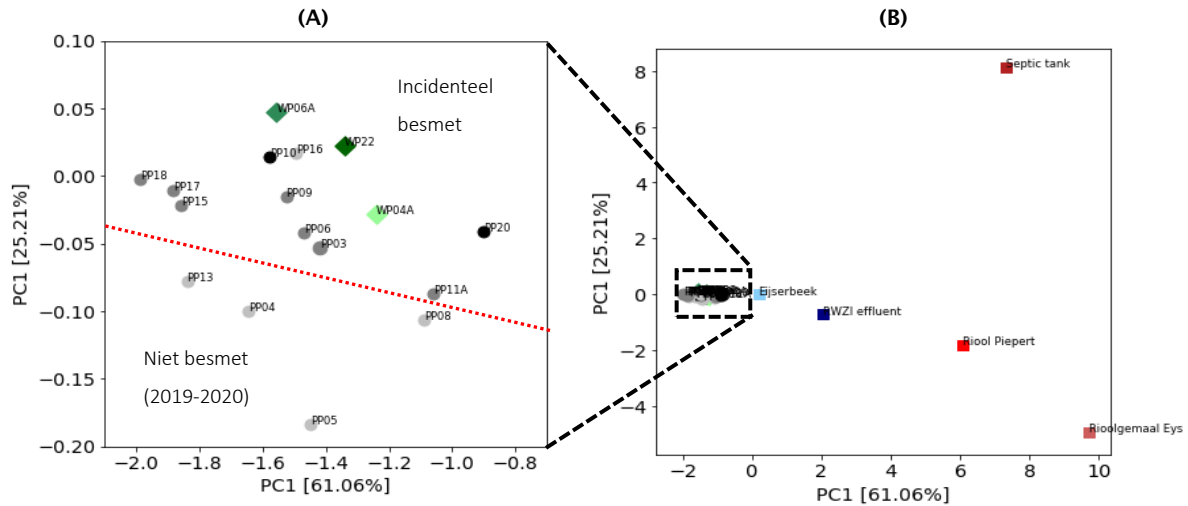 (A)
(B)
0.10
0.05
0.00
−0.05
−0.10
−0.15
−0.20
PC1 [25.21%]
Incidenteel
besmet
WP06A
WP22
PP10
PP16
PP18
PP17
PP15
PP09
WP04A
PP06
PP03
PP20
PP13
PP11A
PP04
PP08
Niet besmet
(2019-2020)
PP05
−2.0
−1.8
−1.6
−1.4
−1.2
−1.0
−0.8
PC1 [61.06%]
8
6
4
2
0
−2
−4
PC1 [25.21%]
Septic tank
Eijserbeek
RWZI effluent
Riool Piepert
Rioolgemaal Eys
−2
0
2
4
6
8
10
PC1 [61.06%]